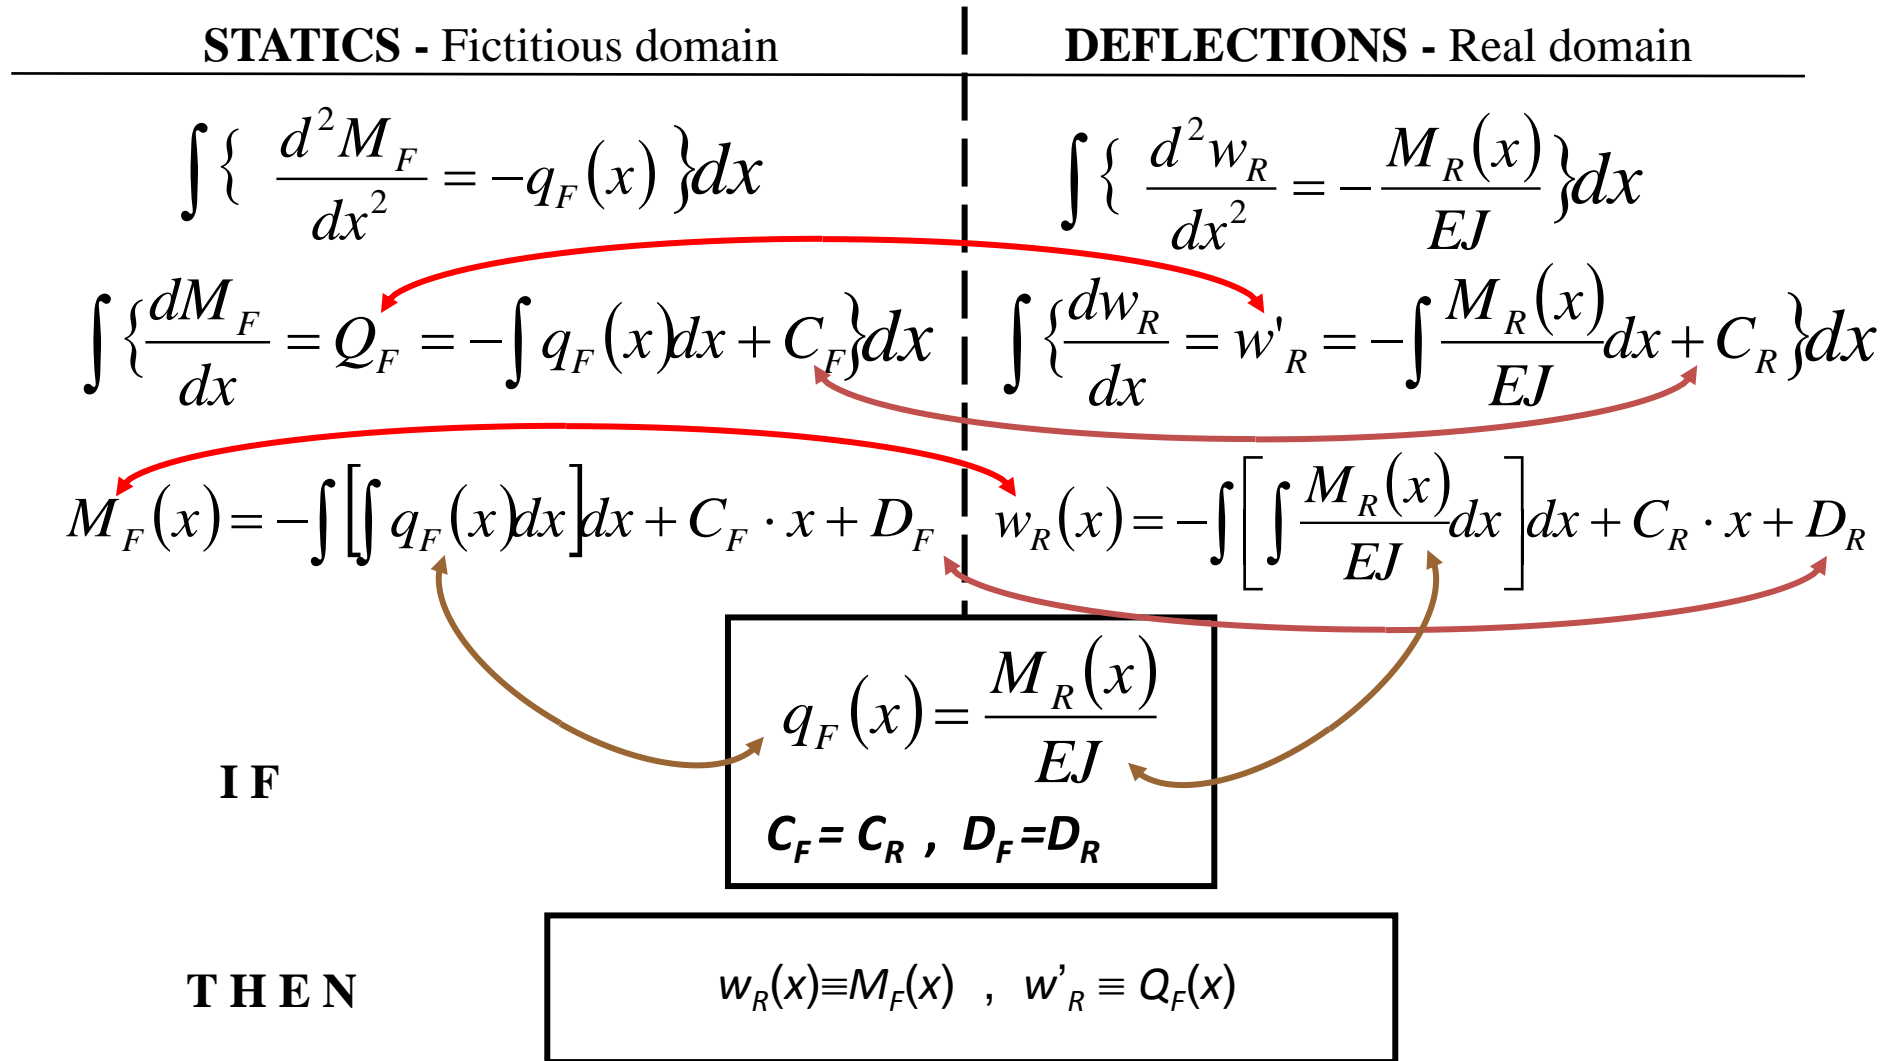 STATICS - Fictitious domain
DEFLECTIONS - Real domain
∫{ d²M_F/dx² = −q_F(x) }dx
∫{ d²w_R/dx² = −M_R(x)/EJ }dx
∫{ dM_F/dx = Q_F = −∫ q_F(x)dx + C_F }dx
∫{ dw_R/dx = w'_R = −∫ M_R(x)/EJ dx + C_R }dx
M_F(x) = −∫[∫ q_F(x)dx]dx + C_F · x + D_F
w_R(x) = −∫[∫ M_R(x)/EJ dx]dx + C_R · x + D_R
I F
q_F(x) = M_R(x)/EJ
C_F = C_R , D_F =D_R
T H E N
w_R(x)≡M_F(x) , w'_R ≡ Q_F(x)